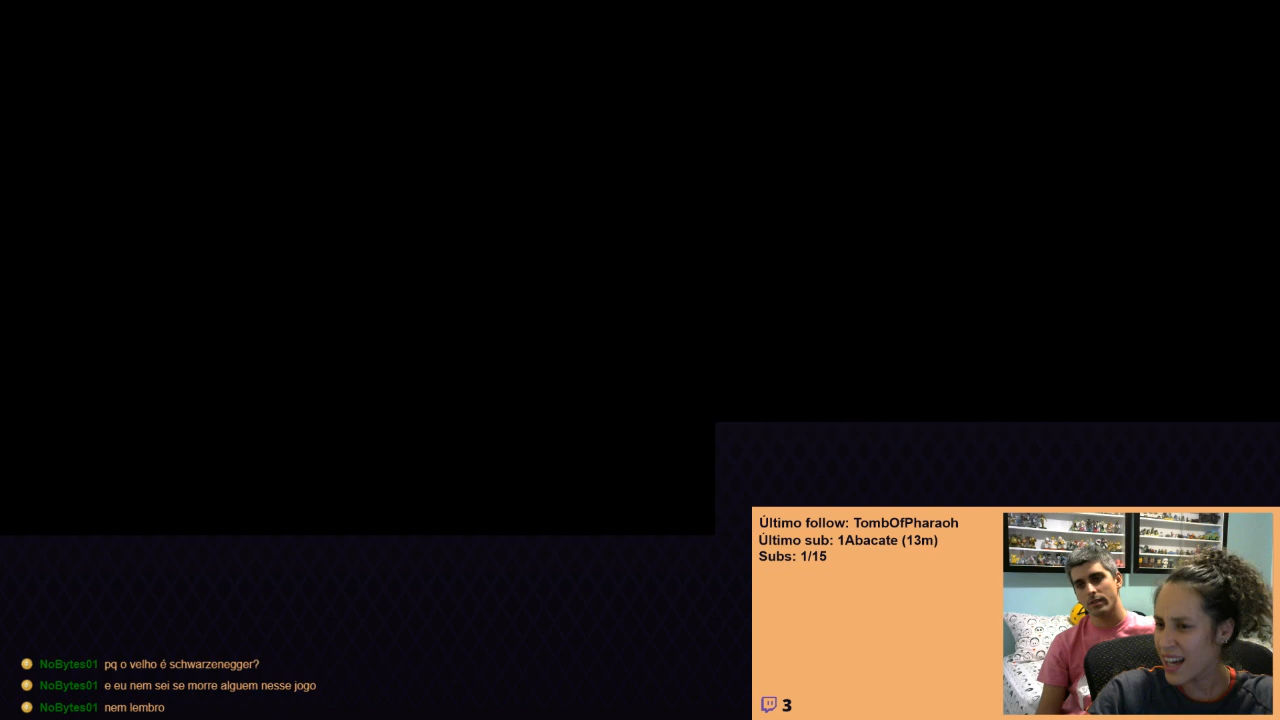 Último follow: TombOfPharaoh
Último sub: 1Abacate (13m)
Subs: 1/15
NoBytes01 pq o velho é schwarzenegger?
NoBytes01 e eu nem sei se morre alguem nesse jogo
NoBytes01 nem lembro
3